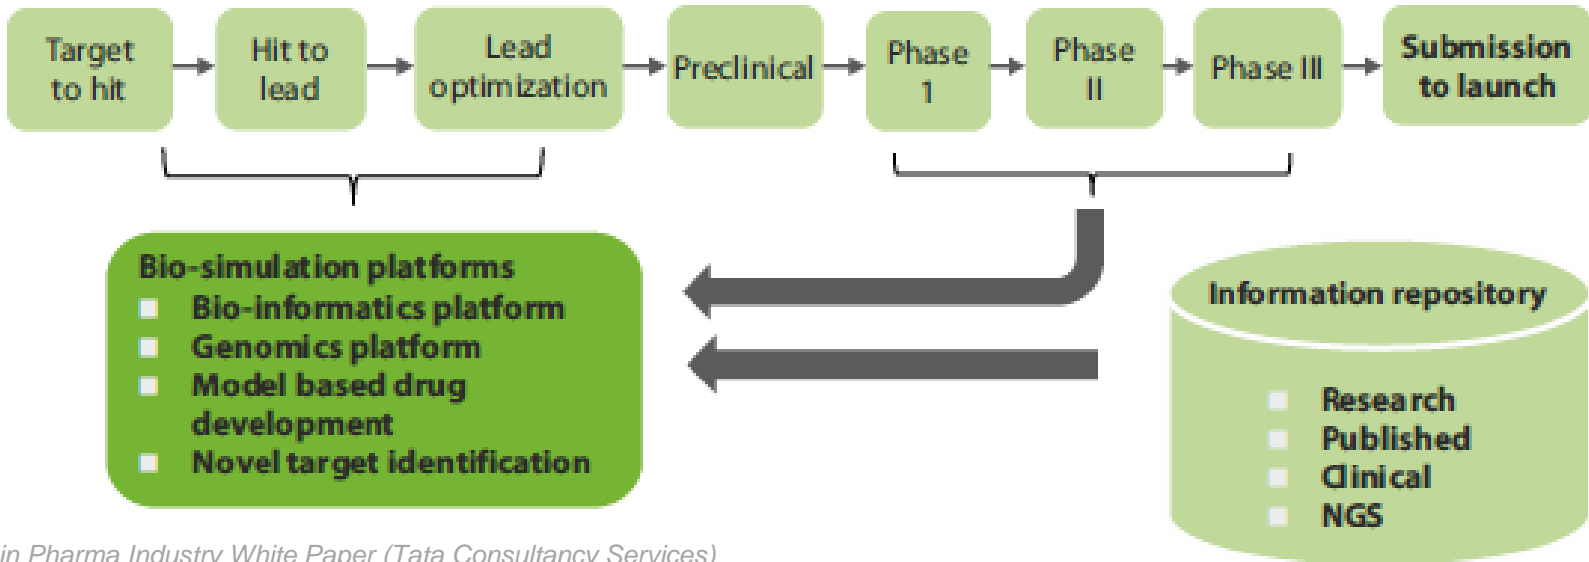 Target
to hit
Hit to
lead
Lead
optimization
Preclinical
Phase
1
Phase
II
Phase III
Submission
to launch
Bio-simulation platforms
Bio-informatics platform
Genomics platform
Model based drug
development
Novel target identification
Information repository
Research
Published
Clinical
NGS
in Pharma Industry White Paper (Tata Consultancy Services)